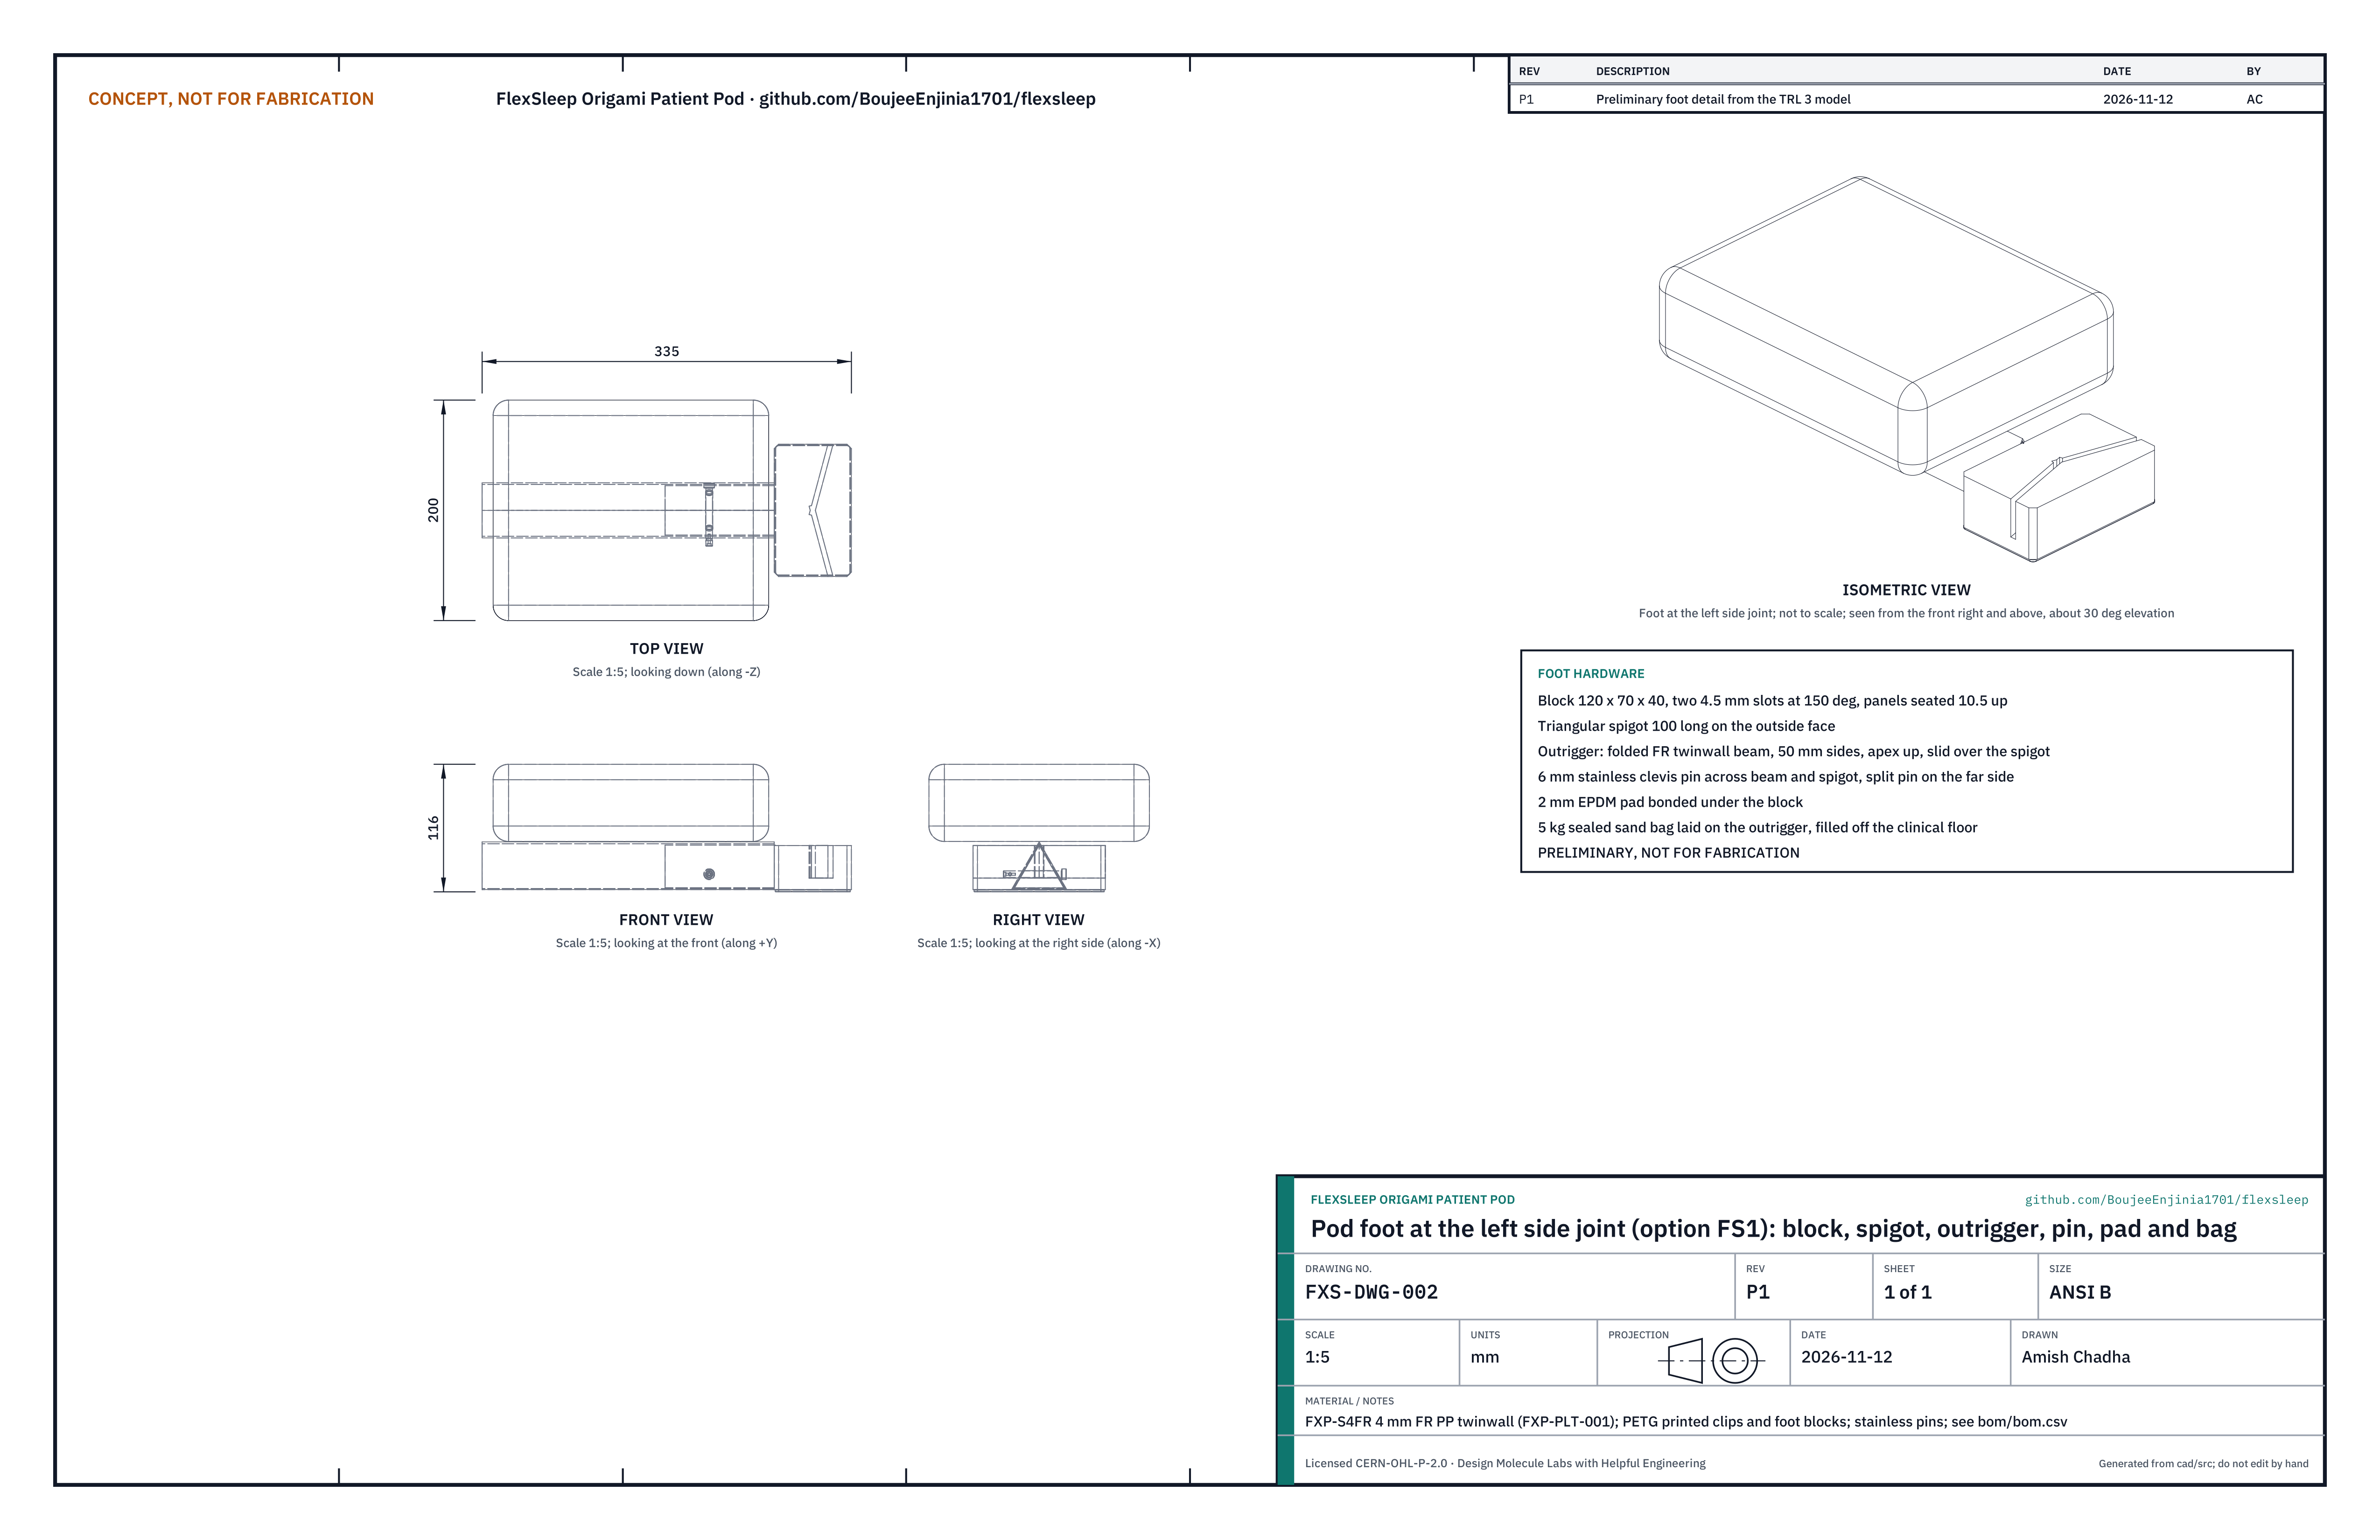 CONCEPT, NOT FOR FABRICATION
FlexSleep Origami Patient Pod · github.com/BoujeeEnjinia1701/flexsleep
REV DESCRIPTION DATE BY
P1 Preliminary foot detail from the TRL 3 model 2026-11-12 AC
335
200
TOP VIEW
Scale 1:5; looking down (along -Z)
116
FRONT VIEW
Scale 1:5; looking at the front (along +Y)
RIGHT VIEW
Scale 1:5; looking at the right side (along -X)
ISOMETRIC VIEW
Foot at the left side joint; not to scale; seen from the front right and above, about 30 deg elevation
FOOT HARDWARE
Block 120 x 70 x 40, two 4.5 mm slots at 150 deg, panels seated 10.5 up
Triangular spigot 100 long on the outside face
Outrigger: folded FR twinwall beam, 50 mm sides, apex up, slid over the spigot
6 mm stainless clevis pin across beam and spigot, split pin on the far side
2 mm EPDM pad bonded under the block
5 kg sealed sand bag laid on the outrigger, filled off the clinical floor
PRELIMINARY, NOT FOR FABRICATION
FLEXSLEEP ORIGAMI PATIENT POD github.com/BoujeeEnjinia1701/flexsleep
Pod foot at the left side joint (option FS1): block, spigot, outrigger, pin, pad and bag
DRAWING NO. REV SHEET SIZE
FXS-DWG-002 P1 1 of 1 ANSI B
SCALE UNITS PROJECTION DATE DRAWN
1:5 mm 2026-11-12 Amish Chadha
MATERIAL / NOTES
FXP-S4FR 4 mm FR PP twinwall (FXP-PLT-001); PETG printed clips and foot blocks; stainless pins; see bom/bom.csv
Licensed CERN-OHL-P-2.0 · Design Molecule Labs with Helpful Engineering Generated from cad/src; do not edit by hand